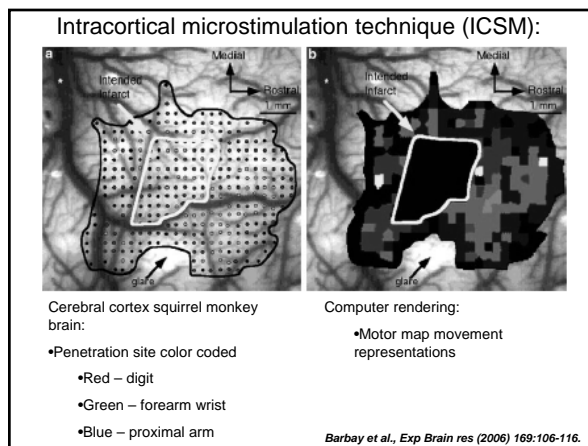 Intracortical microstimulation technique (ICSM):
a
Intended
Infarct
Medial
Rostral
1 mm
glare
b
Intended
Infarct
Medial
Rostral
1 mm
glare
Cerebral cortex squirrel monkey
brain:
•Penetration site color coded
•Red – digit
•Green – forearm wrist
•Blue – proximal arm
Computer rendering:
•Motor map movement
representations
Barbay et al., Exp Brain res (2006) 169:106-116.